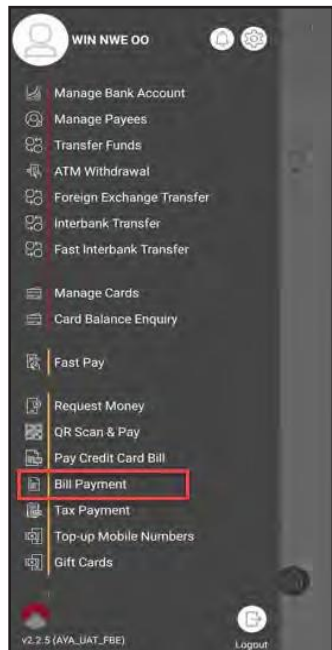 WIN NWE OO
Manage Bank Account
Manage Payees
Transfer Funds
ATM Withdrawal
Foreign Exchange Transfer
Interbank Transfer
Fast Interbank Transfer
Manage Cards
Card Balance Enquiry
Fast Pay
Request Money
QR Scan & Pay
Pay Credit Card Bill
Bill Payment
Tax Payment
Top-up Mobile Numbers
Gift Cards
v2.2.5 (AYA_UAT_FBE)
Logout